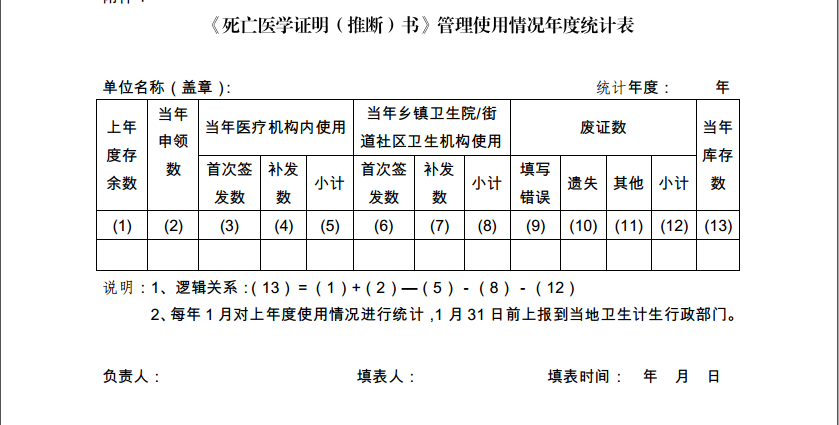 《死亡医学证明（推断）书》管理使用情况年度统计表
单位名称（盖章）：	统计年度：	年
上年度存余数	当年申领数	当年医疗机构内使用	当年乡镇卫生院/街道社区卫生机构使用	废证数	当年库存数
首次签发数	补发数	小计	首次签发数	补发数	小计	填写错误	遗失	其他	小计
(1)	(2)	(3)	(4)	(5)	(6)	(7)	(8)	(9)	(10)	(11)	(12)	(13)
说明：1、逻辑关系：（13）=（1）+（2）—（5）-（8）-（12）
2、每年1月对上年度使用情况进行统计，1月31日前上报到当地卫生计生行政部门。
负责人：	填表人：	填表时间：	年	月	日